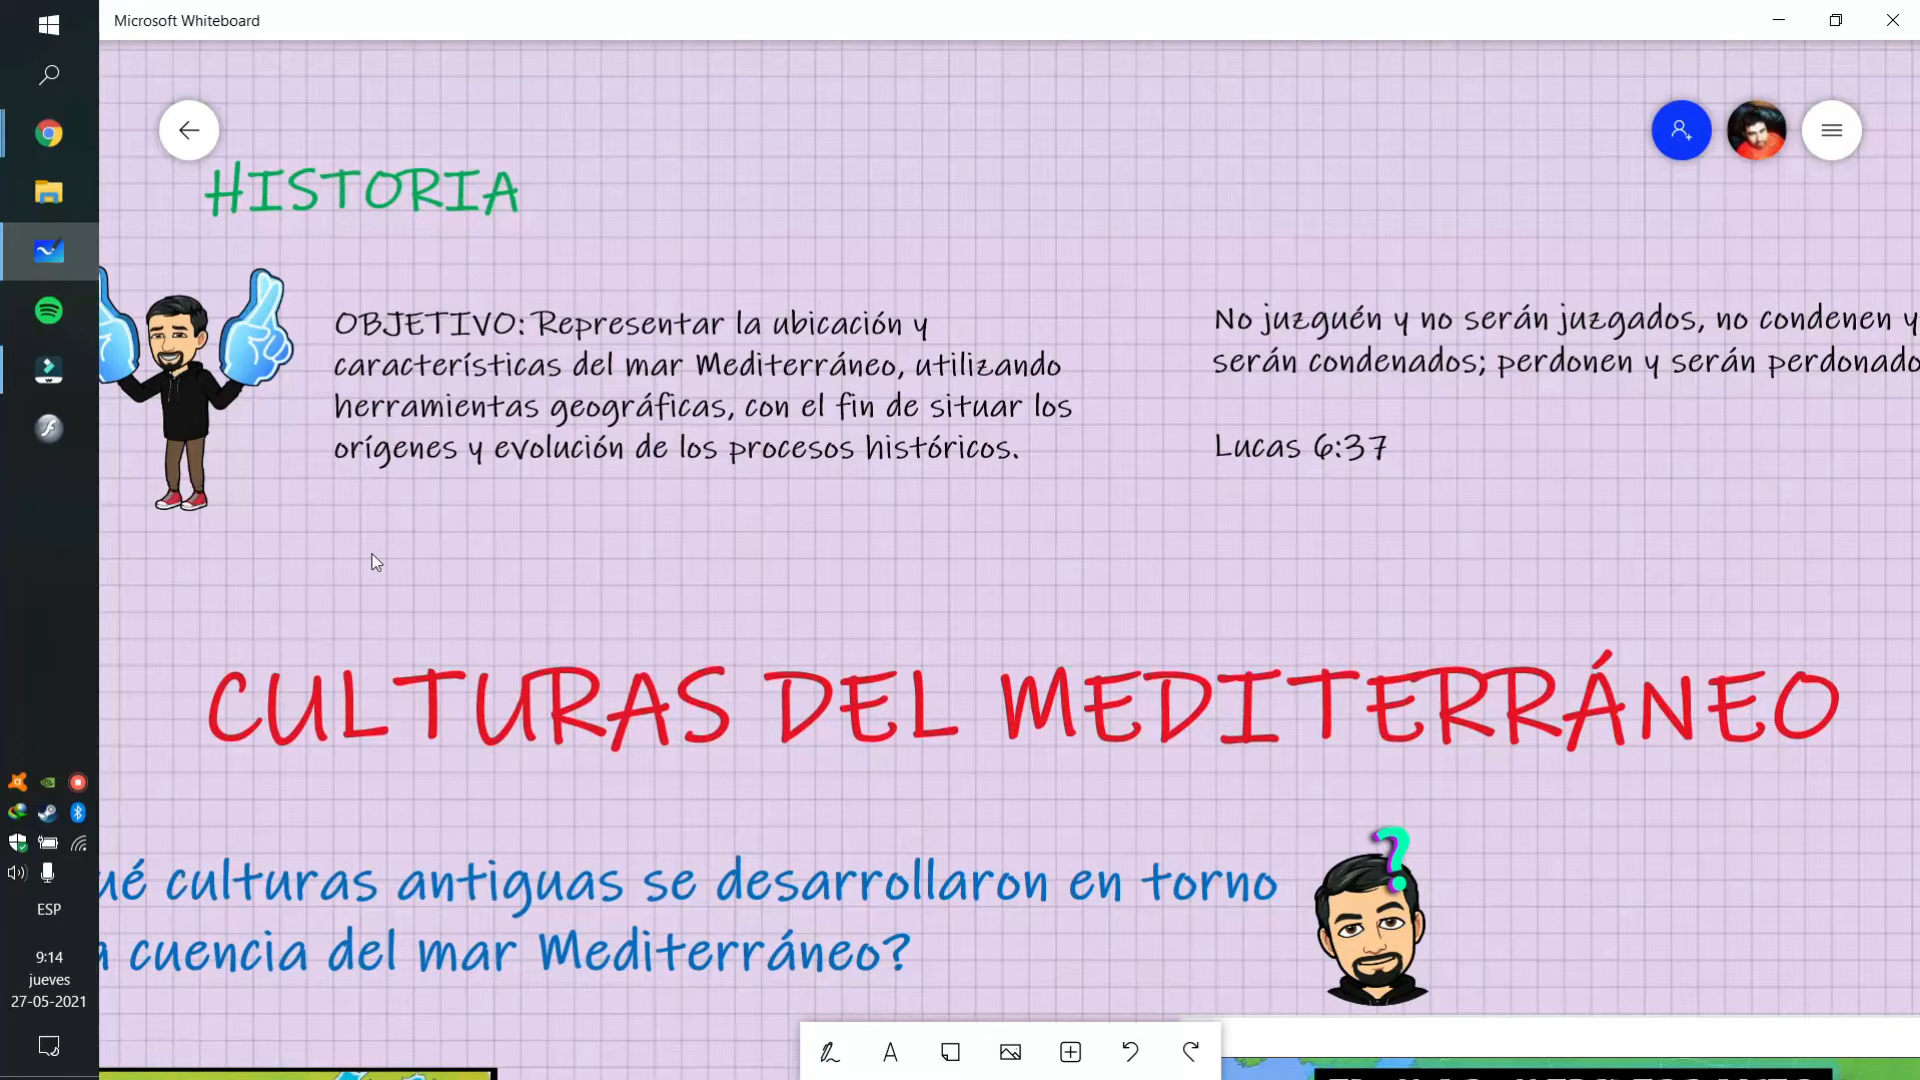 Microsoft Whiteboard
HISTORIA
OBJETIVO: Representar la ubicación y
características del mar Mediterráneo, utilizando
herramientas geográficas, con el fin de situar los
orígenes y evolución de los procesos históricos.
No juzguén y no serán juzgados, no condenen y
serán condenados; perdonen y serán perdonado
Lucas 6:37
CULTURAS DEL MEDITERRÁNEO
ué culturas antiguas se desarrollaron en torno
a cuencia del mar Mediterráneo?
?
ESP
9:14
jueves
27-05-2021